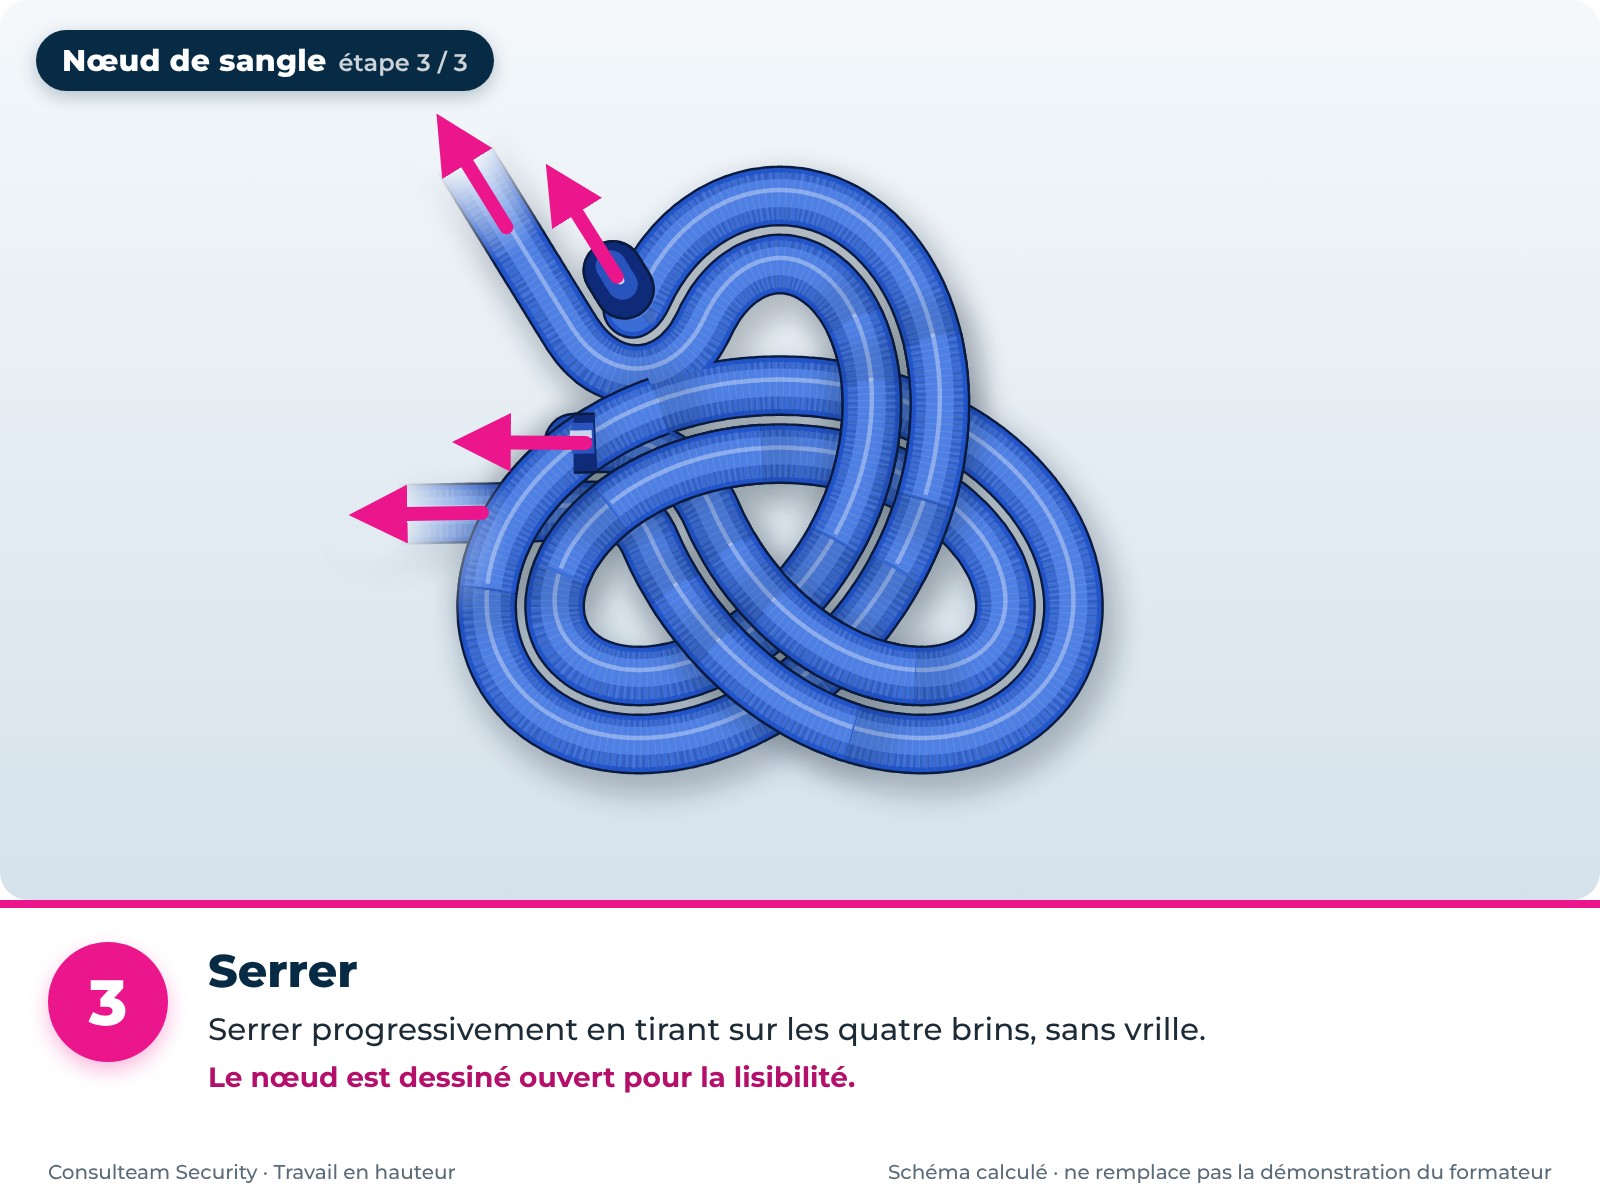 Nœud de sangle étape 3 / 3
3
Serrer
Serrer progressivement en tirant sur les quatre brins, sans vrille.
Le nœud est dessiné ouvert pour la lisibilité.
Consulteam Security · Travail en hauteur
Schéma calculé · ne remplace pas la démonstration du formateur